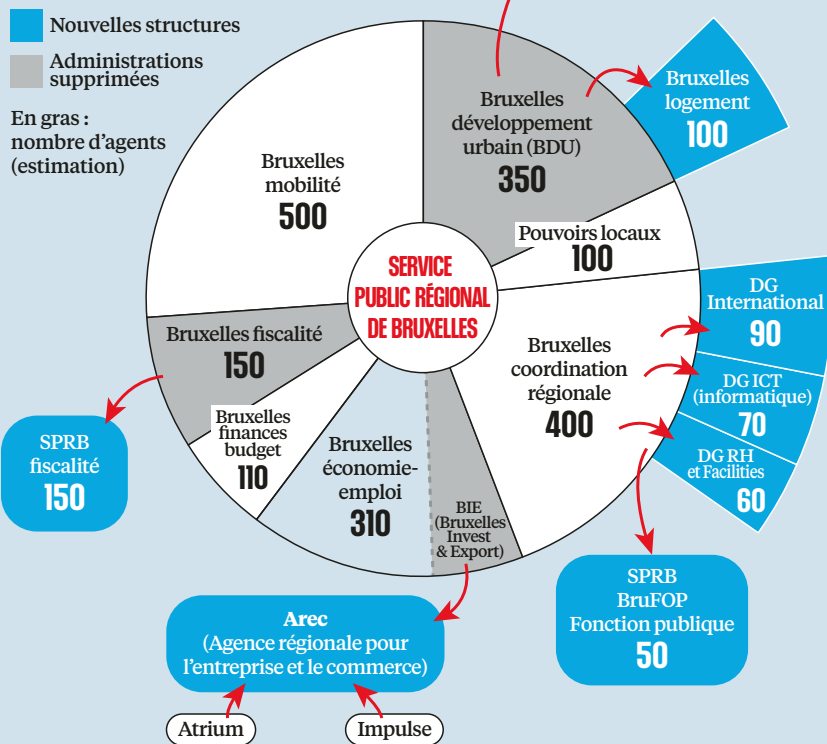 Nouvelles structures
Administrations
supprimées
En gras :
nombre d'agents
(estimation)
Bruxelles
mobilité
500
Bruxelles
développement
urbain (BDU)
350
Bruxelles
logement
100
Pouvoirs locaux
100
SERVICE
PUBLIC RÉGIONAL
DE BRUXELLES
DG
International
90
DG ICT
(informatique)
70
DG RH
et Facilities
60
Bruxelles
coordination
régionale
400
Bruxelles fiscalité
150
SPRB
fiscalité
150
Bruxelles
finances
budget
110
Bruxelles
économie-
emploi
310
BIE
(Bruxelles
Invest
& Export)
SPRB
BruFOP
Fonction publique
50
Arec
(Agence régionale pour
l'entreprise et le commerce)
Atrium
Impulse